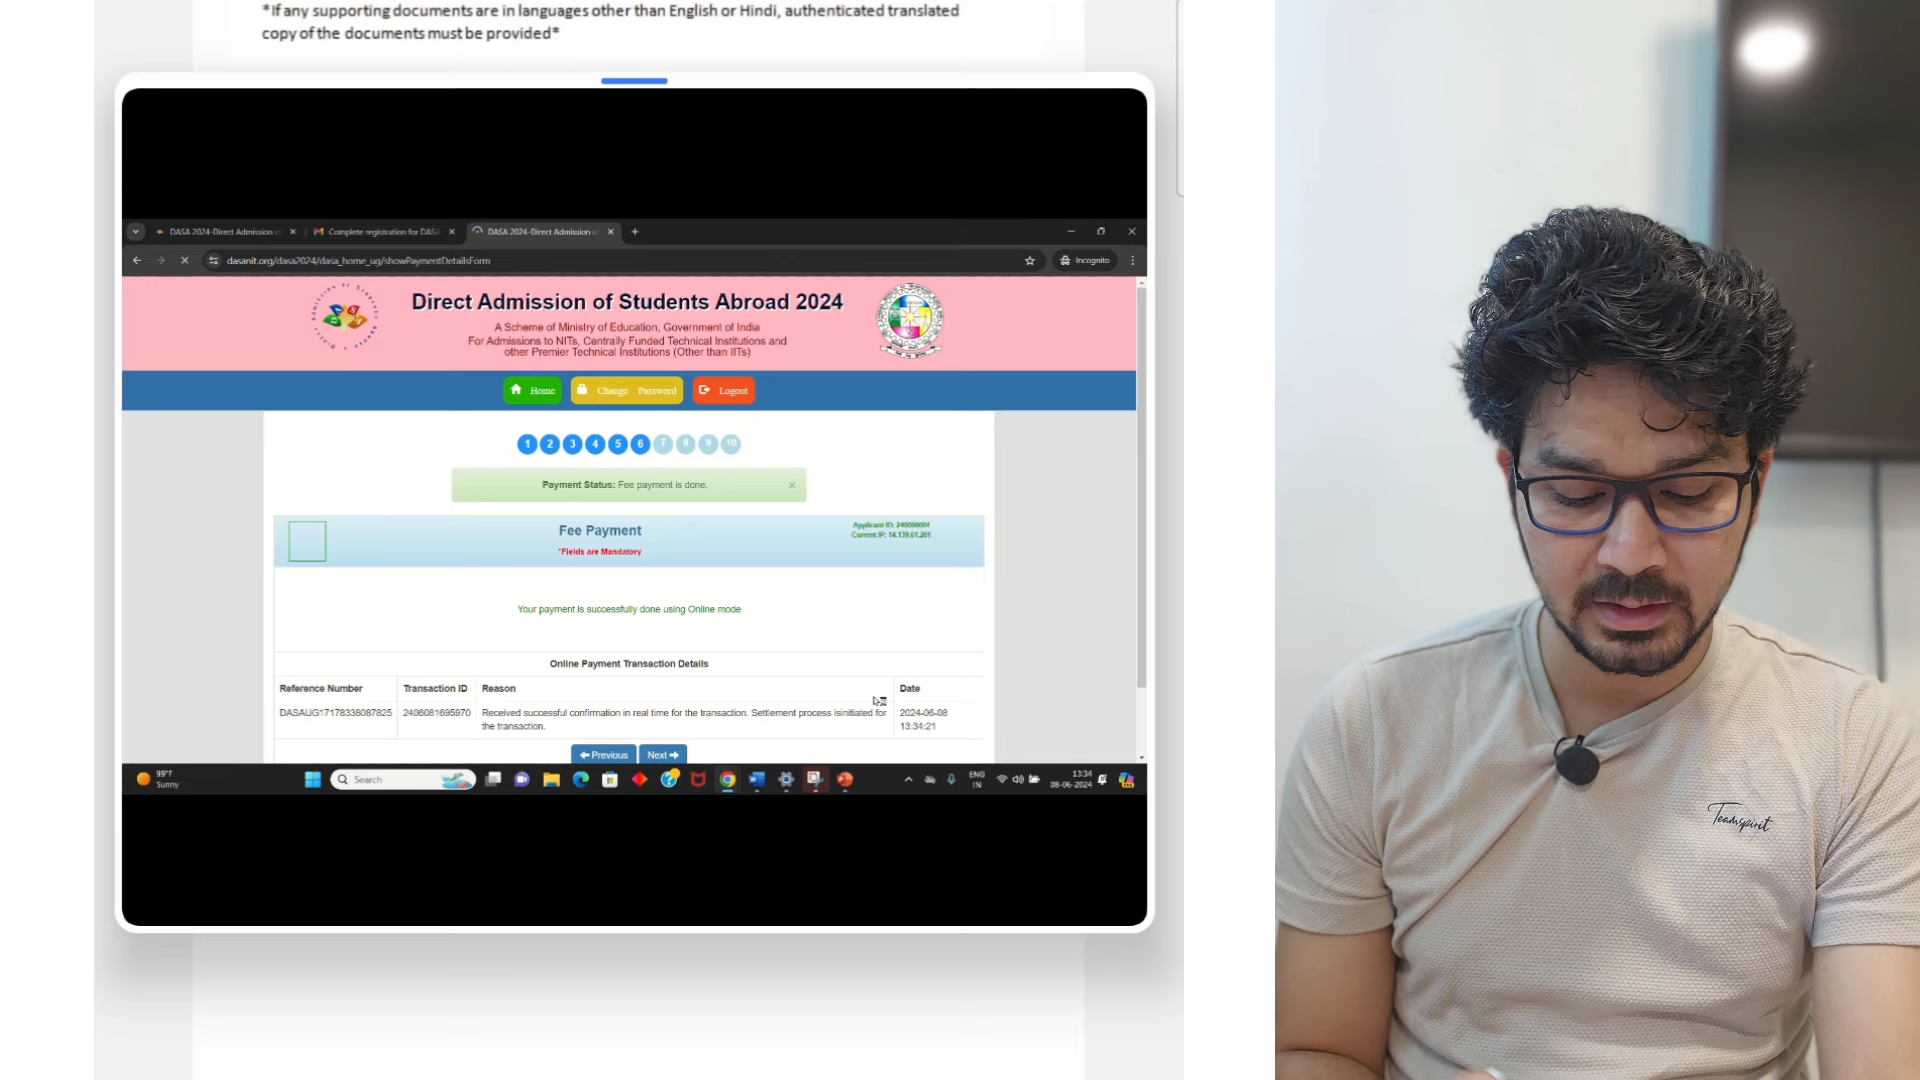 *If any supporting documents are in languages other than English or Hindi, authenticated translated
copy of the documents must be provided*
DASA 2024-Direct Admission o
Complete registration for DASA
DASA 2024-Direct Admission o
dasanit.org/dasa2024/dasa_home_ug/showPaymentDetailsForm
Incognito
Direct Admission of Students Abroad 2024
A Scheme of Ministry of Education, Government of India
For Admissions to NITs, Centrally Funded Technical Institutions and
other Premier Technical Institutions (Other than IITs)
Home
Change Password
Logout
1 2 3 4 5 6 7 8 9 10
Payment Status: Fee payment is done.
Fee Payment
*Fields are Mandatory
Current IP: 14.139.61.201
Your payment is successfully done using Online mode
Online Payment Transaction Details
Reference Number Transaction ID Reason Date
DASAUG17178338087825 2406081695970 Received successful confirmation in real time for the transaction. Settlement process isinitiated for 2024-06-08
the transaction. 13:34:21
Previous
Next
99°F
Sunny
Search
ENG
IN
13:34
08-06-2024
Teamspirit